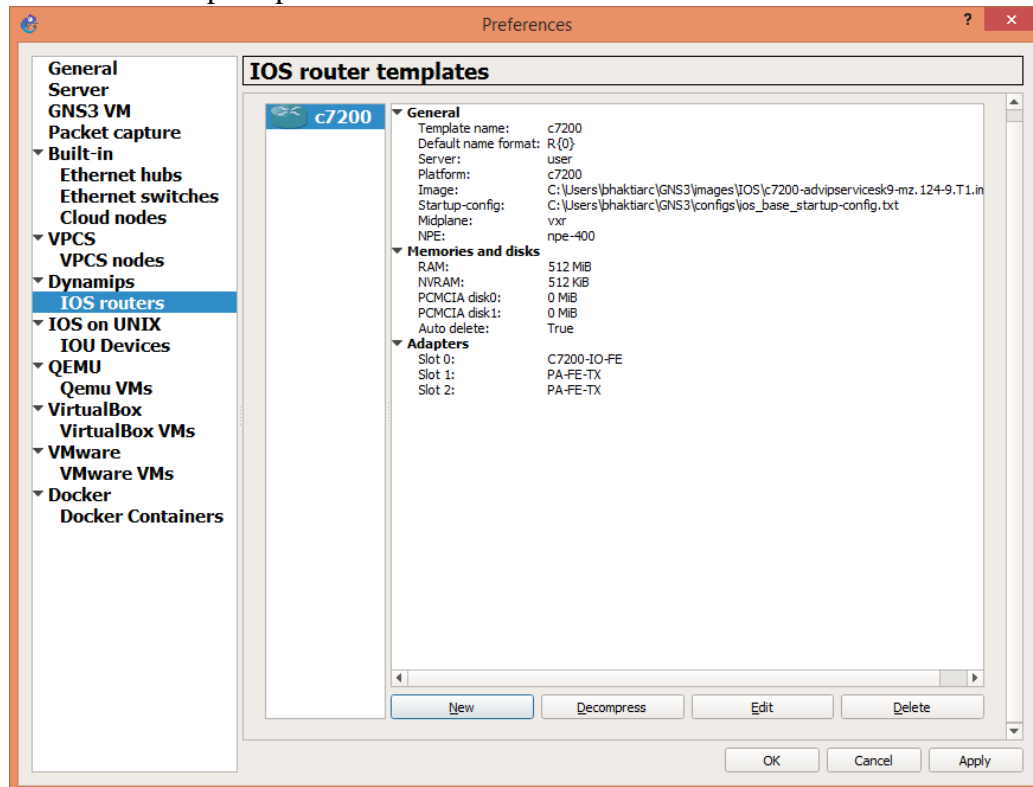 Preferences
?
×
General
Server
GNS3 VM
Packet capture
Built-in
Ethernet hubs
Ethernet switches
Cloud nodes
VPCS
VPCS nodes
Dynamips
IOS routers
IOS on UNIX
IOU Devices
QEMU
Qemu VMs
VirtualBox
VirtualBox VMs
VMware
VMware VMs
Docker
Docker Containers
IOS router templates
c7200
General
Template name: c7200
Default name format: R{0}
Server: user
Platform: c7200
Image: C:\Users\bhaktiarc\GNS3\images\IOS\c7200-advipservicesk9-mz.124-9.T1.in
Startup-config: C:\Users\bhaktiarc\GNS3\configs\ios_base_startup-config.txt
Midplane: vxr
NPE: npe-400
Memories and disks
RAM: 512 MiB
NVRAM: 512 KiB
PCMCIA disk0: 0 MiB
PCMCIA disk1: 0 MiB
Auto delete: True
Adapters
Slot 0: C7200-IO-FE
Slot 1: PA-FE-TX
Slot 2: PA-FE-TX
New Decompress Edit Delete
OK Cancel Apply